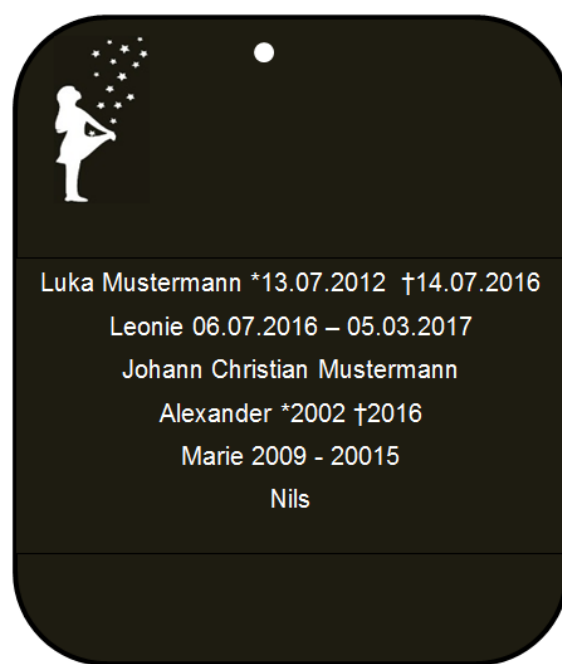 Luka Mustermann *13.07.2012 †14.07.2016
Leonie 06.07.2016 – 05.03.2017
Johann Christian Mustermann
Alexander *2002 †2016
Marie 2009 - 20015
Nils